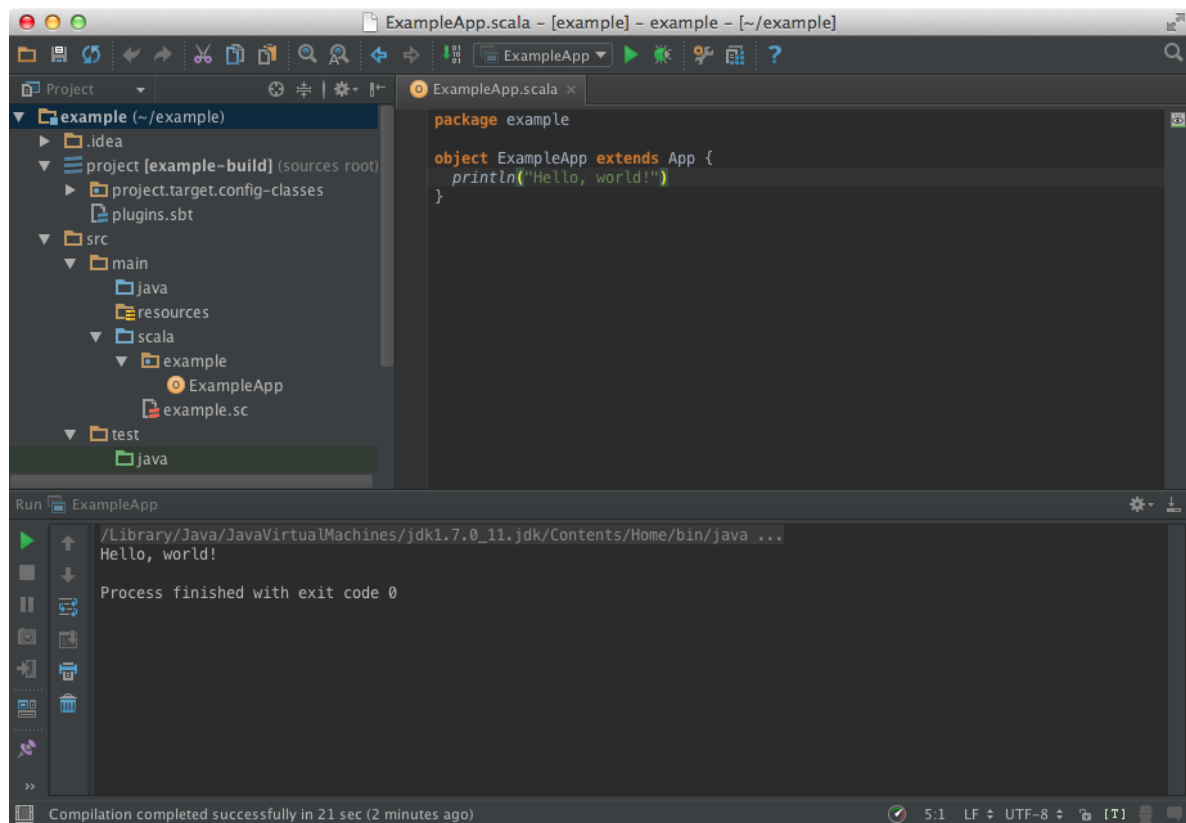 ExampleApp.scala – [example] – example – [~/example]
ExampleApp
?
Project
ExampleApp.scala
example (~/example)
.idea
project [example-build] (sources root)
project.target.config-classes
plugins.sbt
src
main
java
resources
scala
example
ExampleApp
example.sc
test
java
package example
object ExampleApp extends App {
println("Hello, world!")
}
Run ExampleApp
/Library/Java/JavaVirtualMachines/jdk1.7.0_11.jdk/Contents/Home/bin/java ...
Hello, world!
Process finished with exit code 0
Compilation completed successfully in 21 sec (2 minutes ago)
5:1 LF UTF-8 [T]